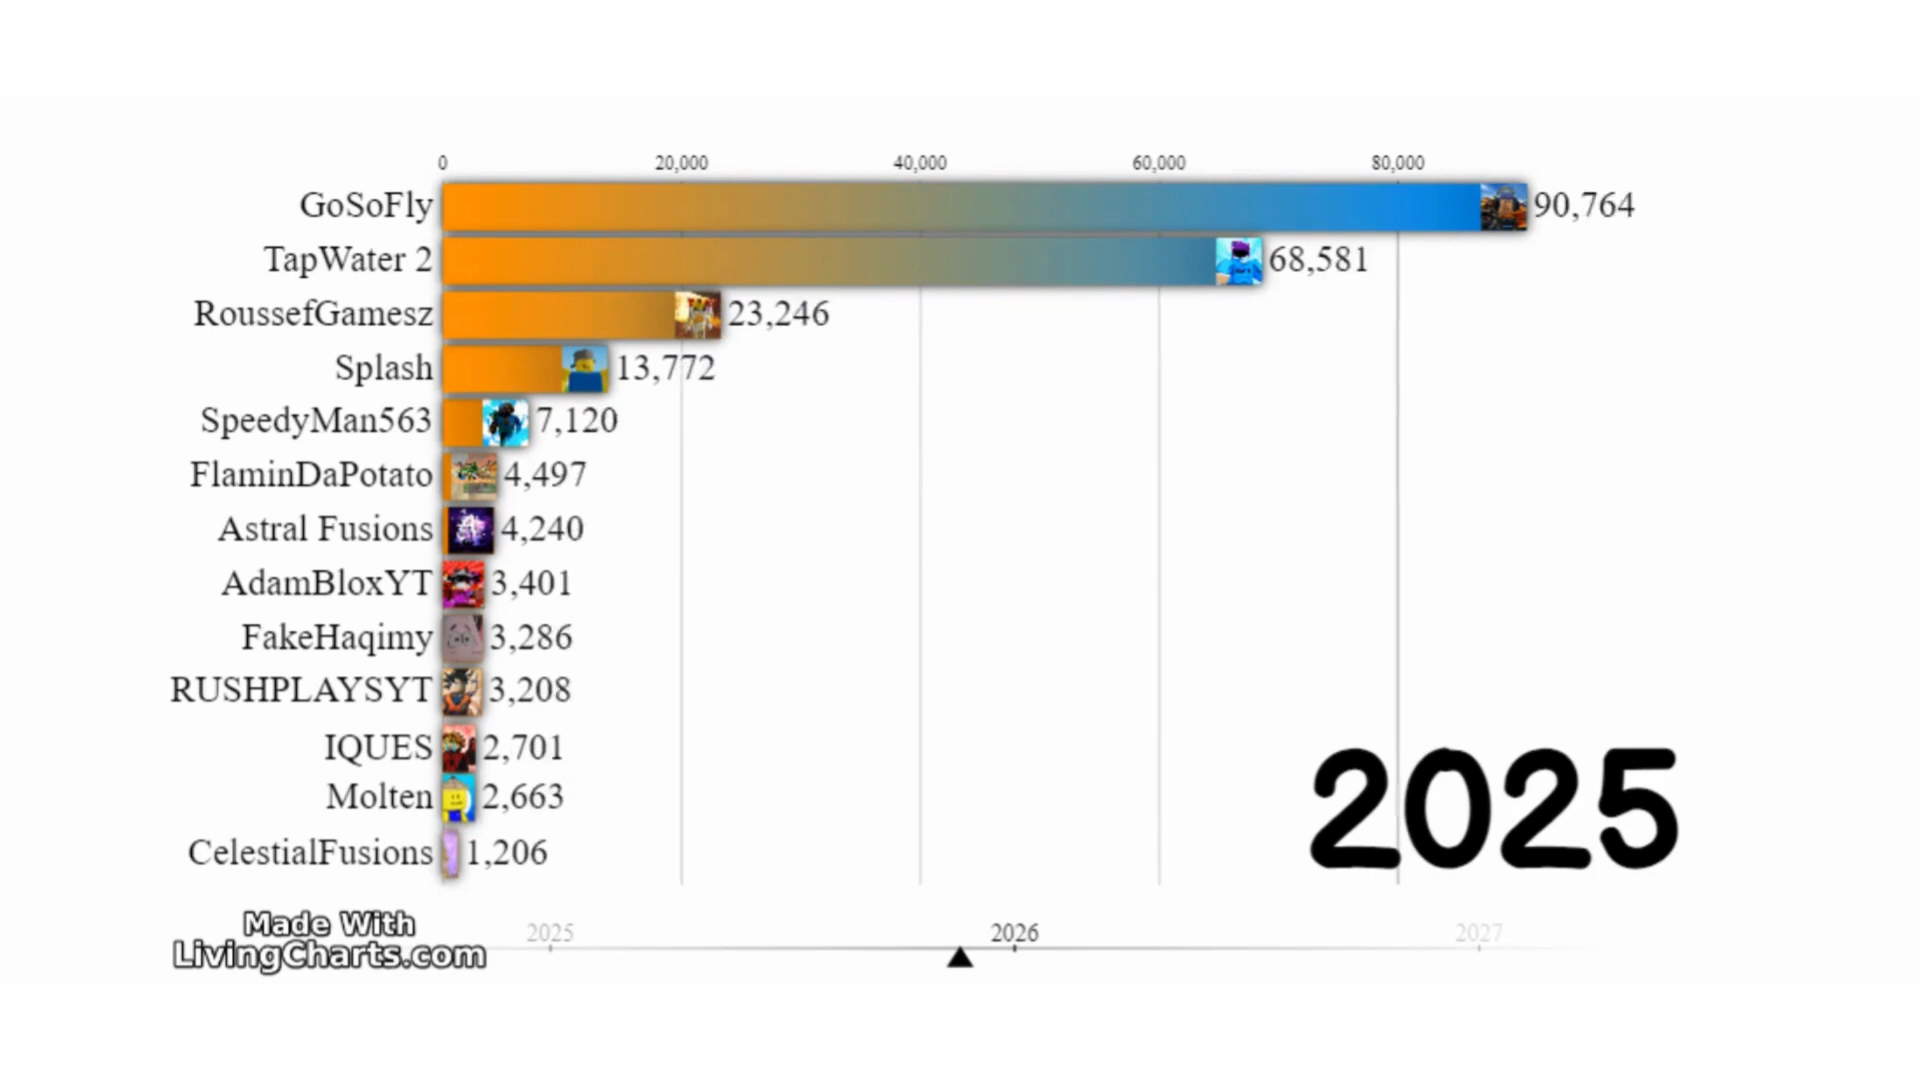 0 20,000 40,000 60,000 80,000
GoSoFly 90,764
TapWater 2 68,581
RoussefGamesz 23,246
Splash 13,772
SpeedyMan563 7,120
FlaminDaPotato 4,497
Astral Fusions 4,240
AdamBloxYT 3,401
FakeHaqimy 3,286
RUSHPLAYSYT 3,208
IQUES 2,701
Molten 2,663
CelestialFusions 1,206
2025
Made With
LivingCharts.com
2025 2026 2027